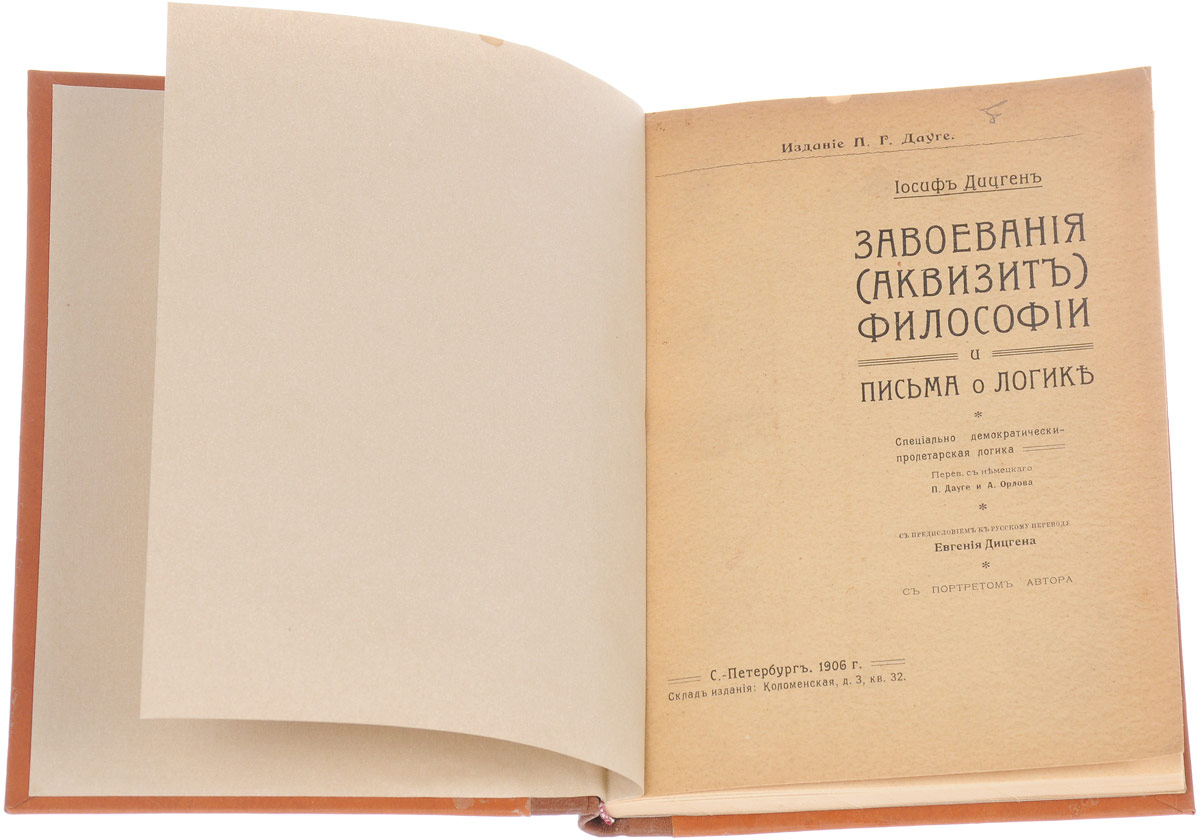 Изданіе П. Г. Дауге.
Іосифъ Дицгенъ
ЗАВОЕВАНІЯ
(АКВИЗИТЪ)
ФИЛОСОФІИ
и
ПИСЬМА о ЛОГИКѢ
*
Спеціально демократически-
пролетарская логика
Перев. съ нѣмецкаго
П. Дауге и А. Орлова
*
СЪ ПРЕДИСЛОВІЕМЪ КЪ РУССКОМУ ПЕРЕВОДУ
Евгенія Дицгена
*
СЪ ПОРТРЕТОМЪ АВТОРА
С.-Петербургъ. 1906 г.
Складъ изданія: Коломенская, д. 3, кв. 32.